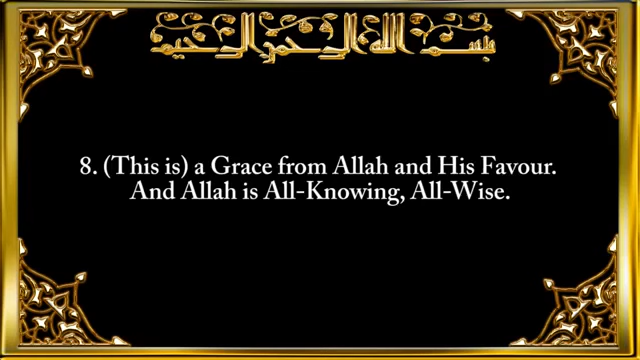 بسم الله الرحمن الرحيم
8. (This is) a Grace from Allah and His Favour.
And Allah is All-Knowing, All-Wise.